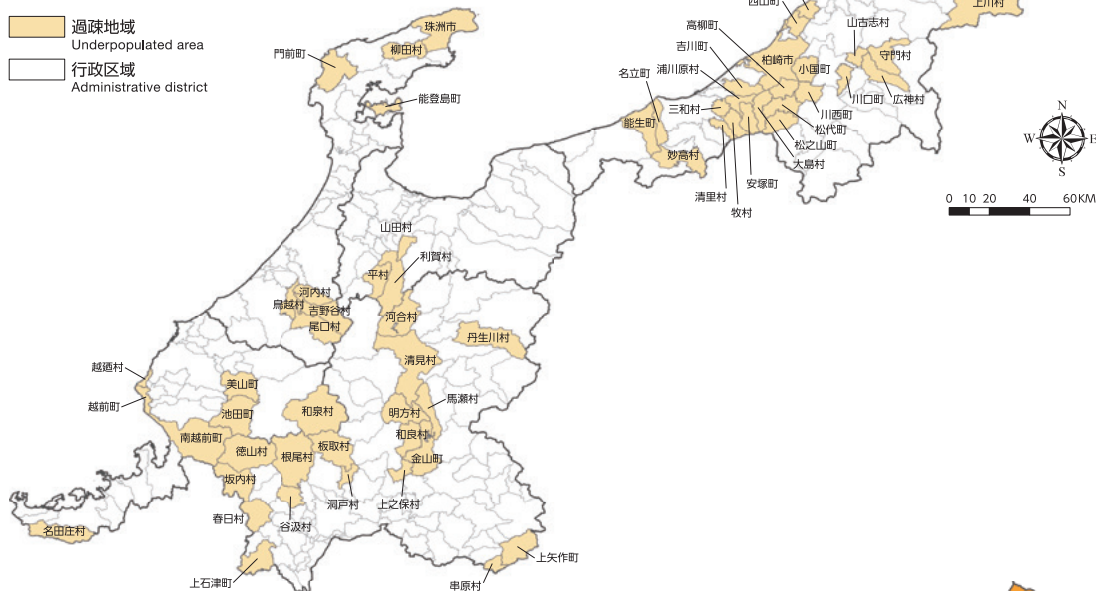 過疎地域
Underpopulated area
行政区域
Administrative district
珠洲市
柳田村
門前町
能登島町
西山町
高柳町
吉川町
浦川原村
名立町
三和村
能生町
妙高村
清里村
牧村
安塚町
大島村
松之山町
松代町
川西町
柏崎市
小国町
山古志村
守門村
上川村
川口町
広神村
N
W
E
S
0 10 20 40 60KM
山田村
利賀村
平村
河合村
河内村
鳥越村
吉野谷村
尾口村
丹生川村
清見村
越廼村
越前町
美山町
池田町
南越前町
徳山村
和泉村
板取村
根尾村
坂内村
春日村
谷汲村
洞戸村
明方村
馬瀬村
和良村
金山町
上之保村
名田庄村
上石津町
串原村
上矢作町